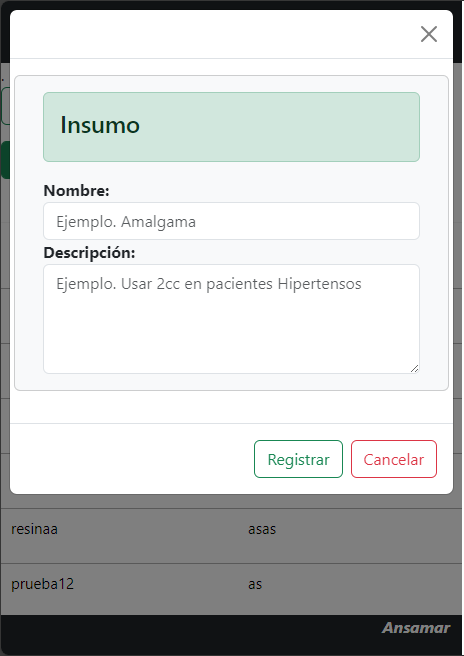 Insumo
Nombre:
Ejemplo. Amalgama
Descripción:
Ejemplo. Usar 2cc en pacientes Hipertensos
Registrar Cancelar
resinaa asas
prueba12 as
Ansamar